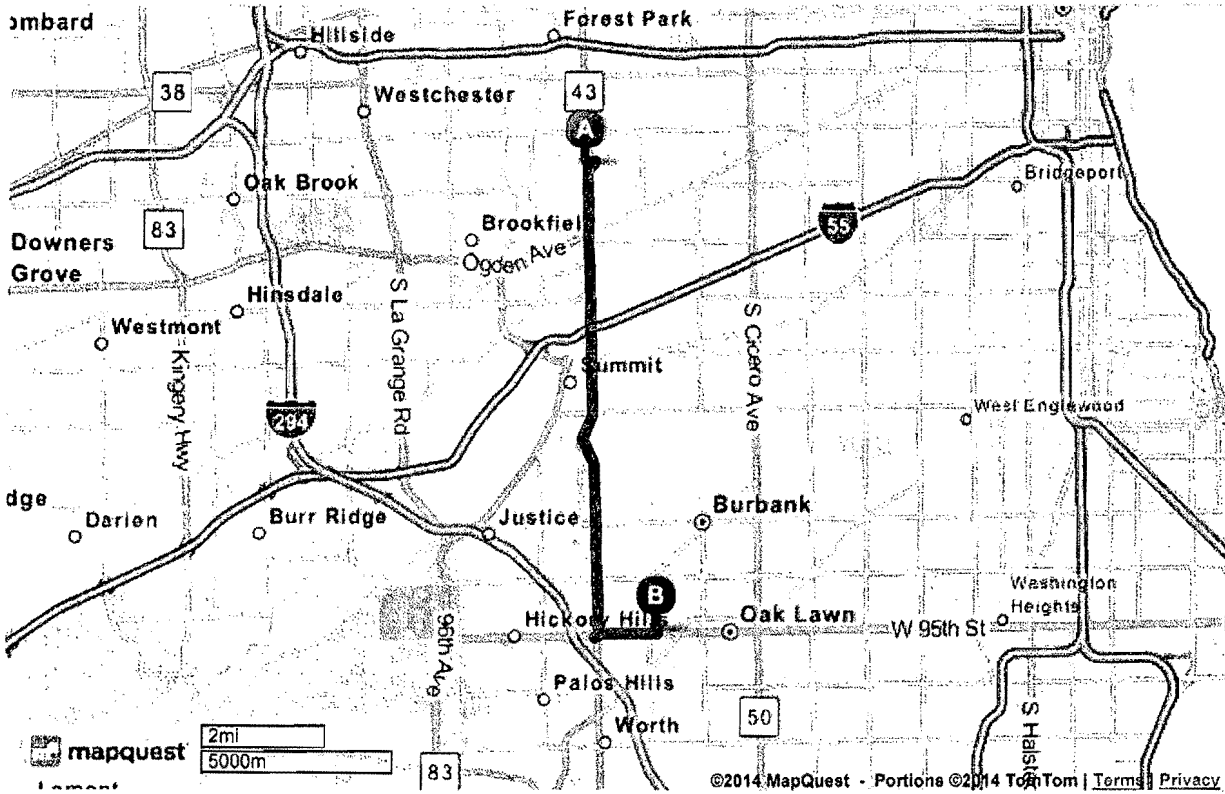 ombard
Forest Park
Hillside
38
Westchester
43
A
Oak Brook
Bridgeport
83
Brookfiel
55
Downers
Grove
Ogden Ave
Hinsdale
S La Grange Rd
S Cicero Ave
Westmont
Kingery Hwy
Summit
294
West Englewood
dge
Darien
Burr Ridge
Justice
Burbank
Washington
Heights
B
Hickory Hills
Oak Lawn
W 95th St
96th Ave
Palos Hills
Worth
50
S Halste
2mi
mapquest
5000m
83
Lemont
©2014 MapQuest - Portions ©2014 TomTom | Terms | Privacy